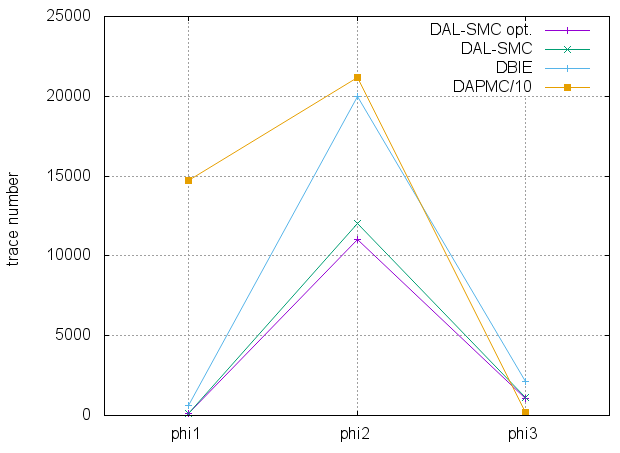 25000
20000
15000
10000
5000
0
trace number
phi1
phi2
phi3
DAL-SMC opt.
DAL-SMC
DBIE
DAPMC/10